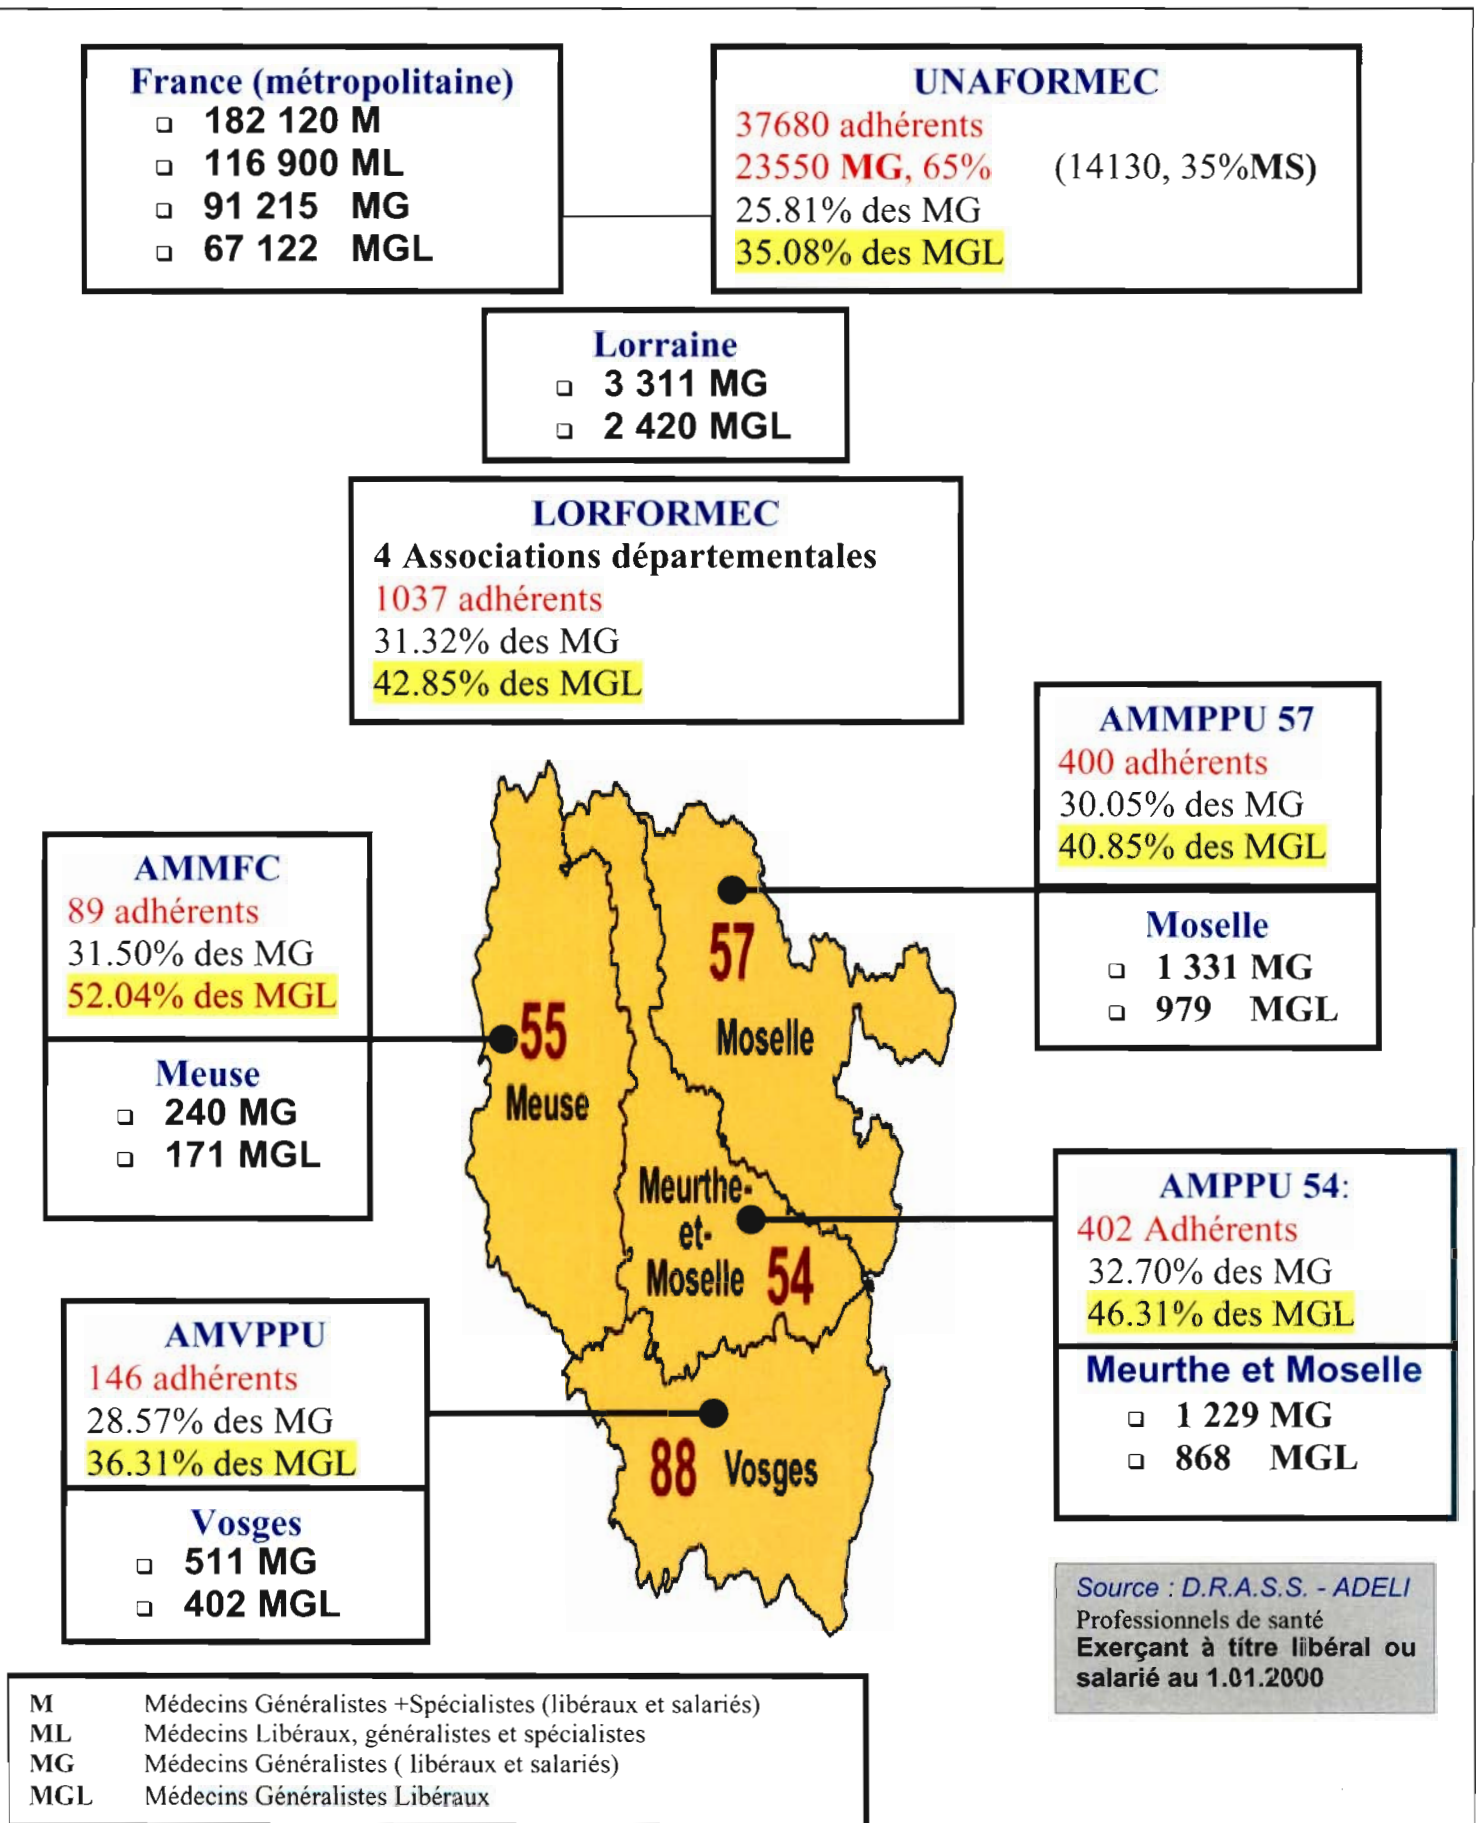 France (métropolitaine)
❑ 182 120 M
❑ 116 900 ML
❑ 91 215 MG
❑ 67 122 MGL
UNAFORMEC
37680 adhérents
23550 MG, 65% (14130, 35%MS)
25.81% des MG
35.08% des MGL
Lorraine
❑ 3 311 MG
❑ 2 420 MGL
LORFORMEC
4 Associations départementales
1037 adhérents
31.32% des MG
42.85% des MGL
AMMPPU 57
400 adhérents
30.05% des MG
40.85% des MGL
Moselle
❑ 1 331 MG
❑ 979 MGL
AMMFC
89 adhérents
31.50% des MG
52.04% des MGL
Meuse
❑ 240 MG
❑ 171 MGL
57
Moselle
55
Meuse
Meurthe-
et-
Moselle 54
88 Vosges
AMPPU 54:
402 Adhérents
32.70% des MG
46.31% des MGL
Meurthe et Moselle
❑ 1 229 MG
❑ 868 MGL
AMVPPU
146 adhérents
28.57% des MG
36.31% des MGL
Vosges
❑ 511 MG
❑ 402 MGL
Source : D.R.A.S.S. - ADELI
Professionnels de santé
Exerçant à titre libéral ou
salarié au 1.01.2000
M Médecins Généralistes +Spécialistes (libéraux et salariés)
ML Médecins Libéraux, généralistes et spécialistes
MG Médecins Généralistes ( libéraux et salariés)
MGL Médecins Généralistes Libéraux